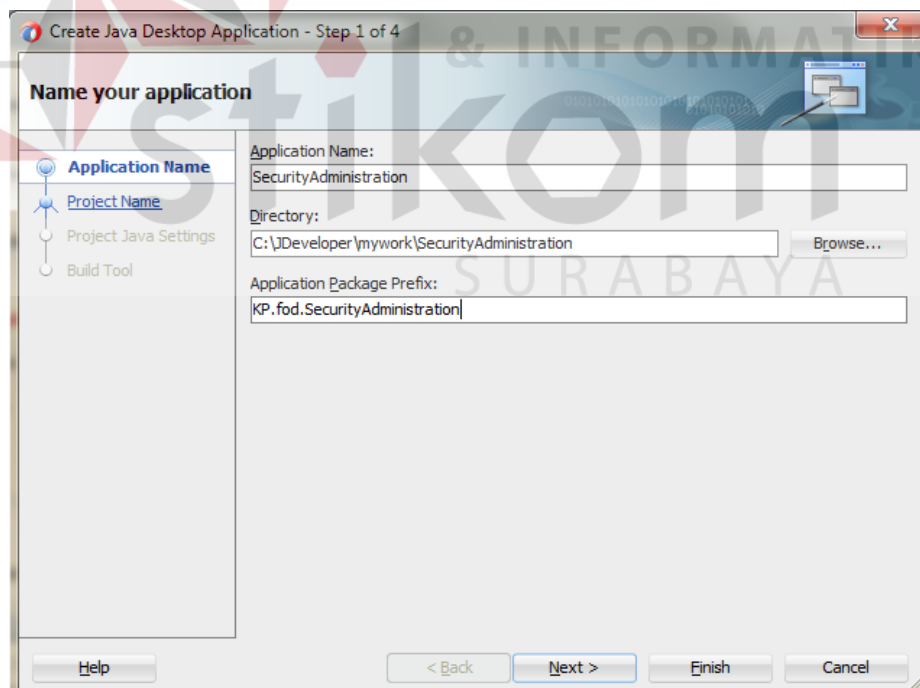 Create Java Desktop Application - Step 1 of 4
& INFORMATI
Name your application
stikom
SURABAYA
Application Name
Project Name
Project Java Settings
Build Tool
Application Name:
SecurityAdministration
Directory:
C:\JDeveloper\mywork\SecurityAdministration
Browse...
Application Package Prefix:
KP.fod.SecurityAdministration
Help
< Back
Next >
Finish
Cancel